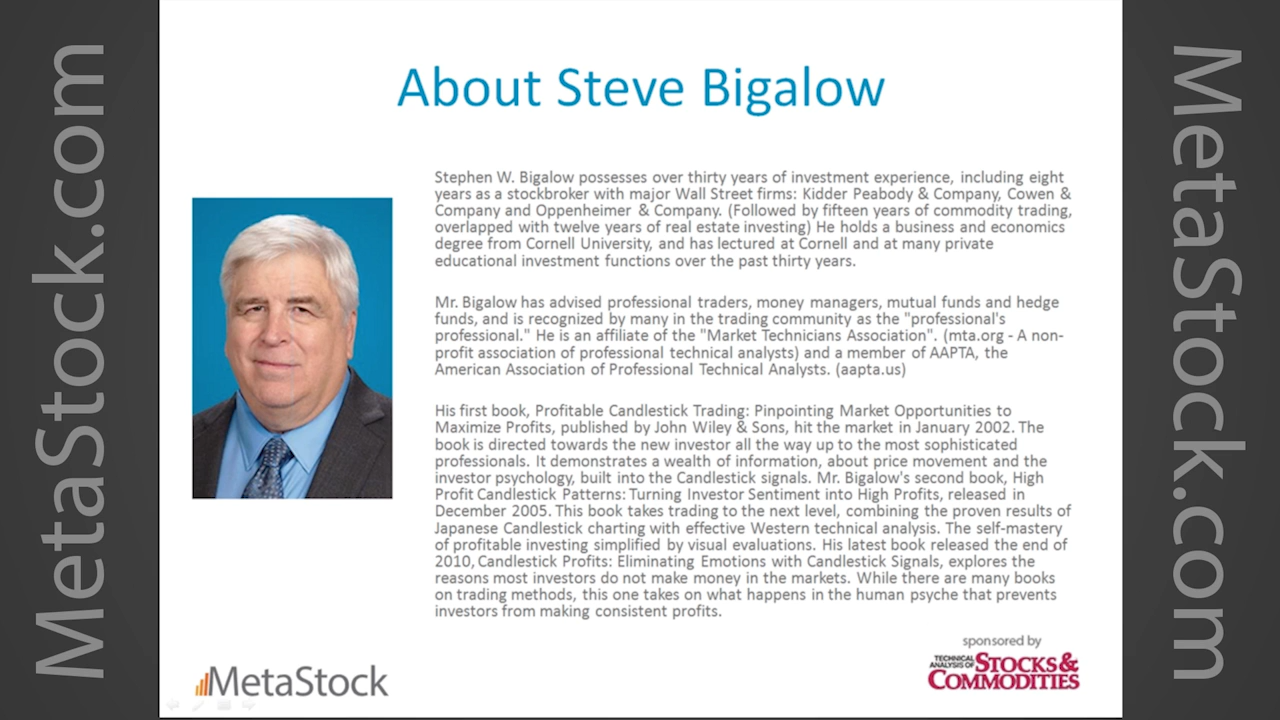 MetaStock.com
About Steve Bigalow
Stephen W. Bigalow possesses over thirty years of investment experience, including eight
years as a stockbroker with major Wall Street firms: Kidder Peabody & Company, Cowen &
Company and Oppenheimer & Company. (Followed by fifteen years of commodity trading,
overlapped with twelve years of real estate investing) He holds a business and economics
degree from Cornell University, and has lectured at Cornell and at many private
educational investment functions over the past thirty years.
Mr. Bigalow has advised professional traders, money managers, mutual funds and hedge
funds, and is recognized by many in the trading community as the "professional's
professional." He is an affiliate of the "Market Technicians Association". (mta.org - A non-
profit association of professional technical analysts) and a member of AAPTA, the
American Association of Professional Technical Analysts. (aapta.us)
His first book, Profitable Candlestick Trading: Pinpointing Market Opportunities to
Maximize Profits, published by John Wiley & Sons, hit the market in January 2002. The
book is directed towards the new investor all the way up to the most sophisticated
professionals. It demonstrates a wealth of information, about price movement and the
investor psychology, built into the Candlestick signals. Mr. Bigalow's second book, High
Profit Candlestick Patterns: Turning Investor Sentiment into High Profits, released in
December 2005. This book takes trading to the next level, combining the proven results of
Japanese Candlestick charting with effective Western technical analysis. The self-mastery
of profitable investing simplified by visual evaluations. His latest book released the end of
2010, Candlestick Profits: Eliminating Emotions with Candlestick Signals, explores the
reasons most investors do not make money in the markets. While there are many books
on trading methods, this one takes on what happens in the human psyche that prevents
investors from making consistent profits.
MetaStock
sponsored by
TECHNICAL ANALYSIS OF STOCKS &
COMMODITIES
MetaStock.com